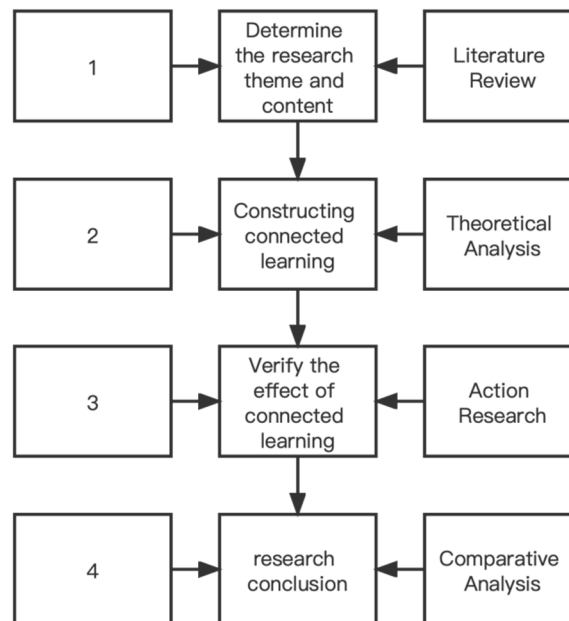 1
Determine
the research
theme and
content
Literature
Review
2
Constructing
connected
learning
Theoretical
Analysis
3
Verify the
effect of
connected
learning
Action
Research
4
research
conclusion
Comparative
Analysis